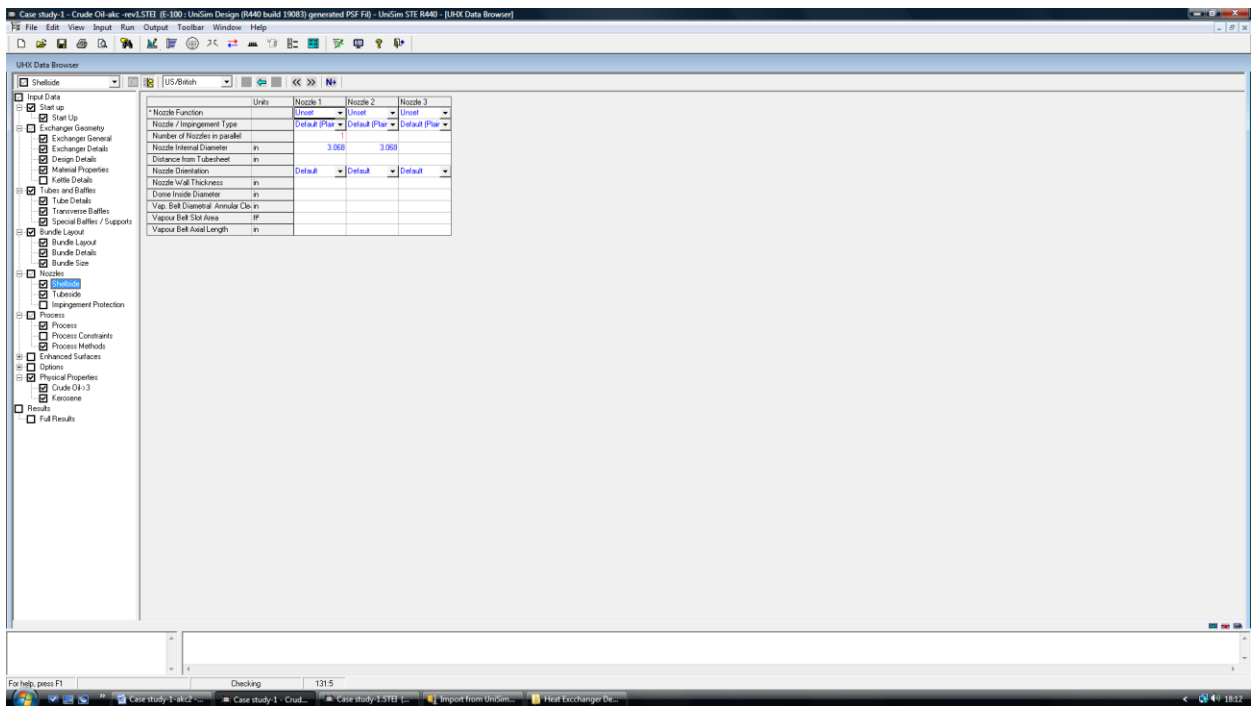 Case study-1 - Crude Oil-akc -rev1.STEI (E-100 : UniSim Design (R440 build 19083) generated PSF Fil) - UniSim STE R440 - [UHX Data Browser]
File Edit View Input Run Output Toolbar Window Help
UHX Data Browser
Shellside US/British
Input Data
Start up
Start Up
Exchanger Geometry
Exchanger General
Exchanger Details
Design Details
Material Properties
Kettle Details
Tubes and Baffles
Tube Details
Transverse Baffles
Special Baffles / Supports
Bundle Layout
Bundle Layout
Bundle Details
Bundle Size
Nozzles
Shellside
Tubeside
Impingement Protection
Process
Process
Process Constraints
Process Methods
Enhanced Surfaces
Options
Physical Properties
Crude Oil->3
Kerosene
Results
Full Results
Units Nozzle 1 Nozzle 2 Nozzle 3
* Nozzle Function Unset Unset Unset
Nozzle / Impingement Type Default (Plair Default (Plair Default (Plair
Number of Nozzles in parallel 1
Nozzle Internal Diameter in 3.068 3.068
Distance from Tubesheet in
Nozzle Orientation Default Default Default
Nozzle Wall Thickness in
Dome Inside Diameter in
Vap. Belt Diametral Annular Cle in
Vapour Belt Slot Area
Vapour Belt Axial Length in
For help, press F1 Checking 131:5
Case study-1-akc2 -... Case study-1 - Crud... Case study-1.STEI (... Import from UniSim... Heat Excchanger De... 18:12